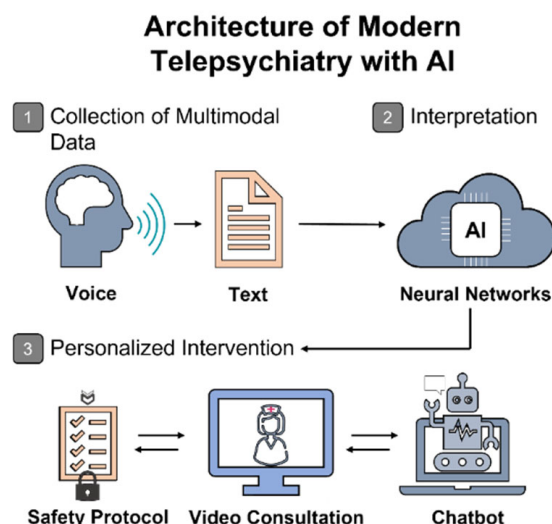 Architecture of Modern
Telepsychiatry with AI
1 Collection of Multimodal
Data
2 Interpretation
Voice
Text
AI
Neural Networks
3 Personalized Intervention
Safety Protocol
Video Consultation
Chatbot